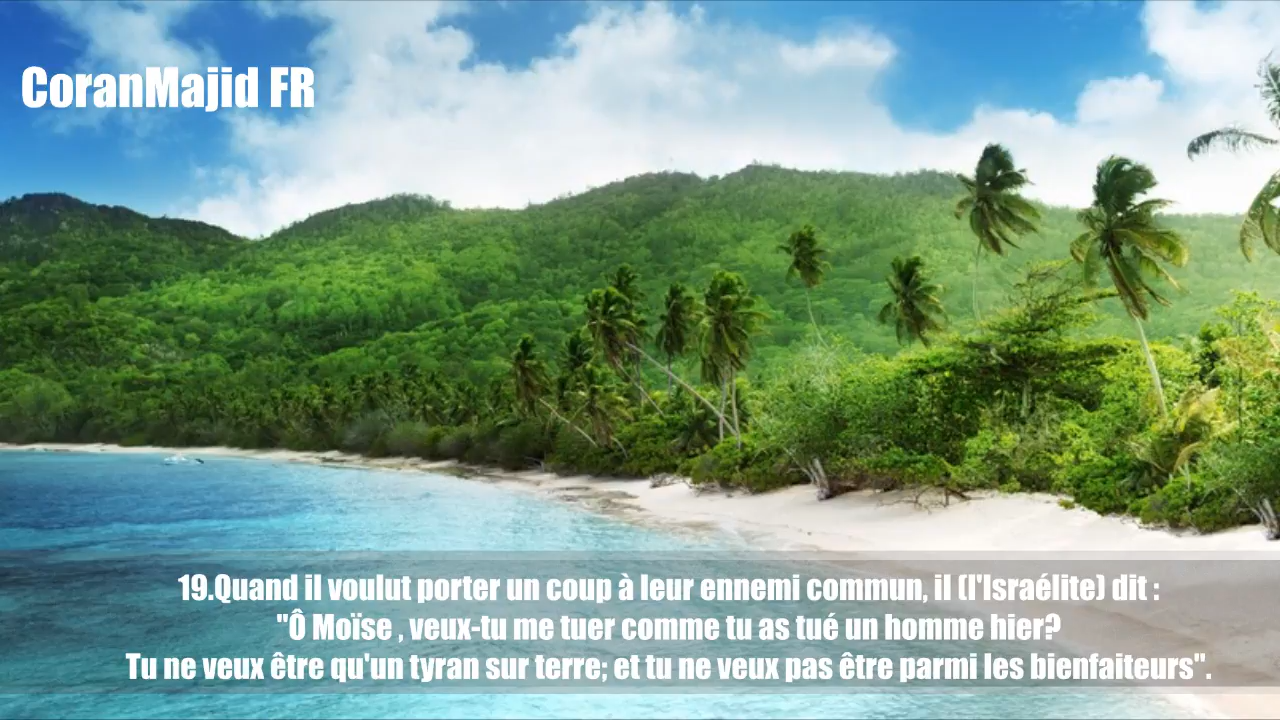 CoranMajid FR
19.Quand il voulut porter un coup à leur ennemi commun, il (l'Israélite) dit :
"Ô Moïse , veux-tu me tuer comme tu as tué un homme hier?
Tu ne veux être qu'un tyran sur terre; et tu ne veux pas être parmi les bienfaiteurs".